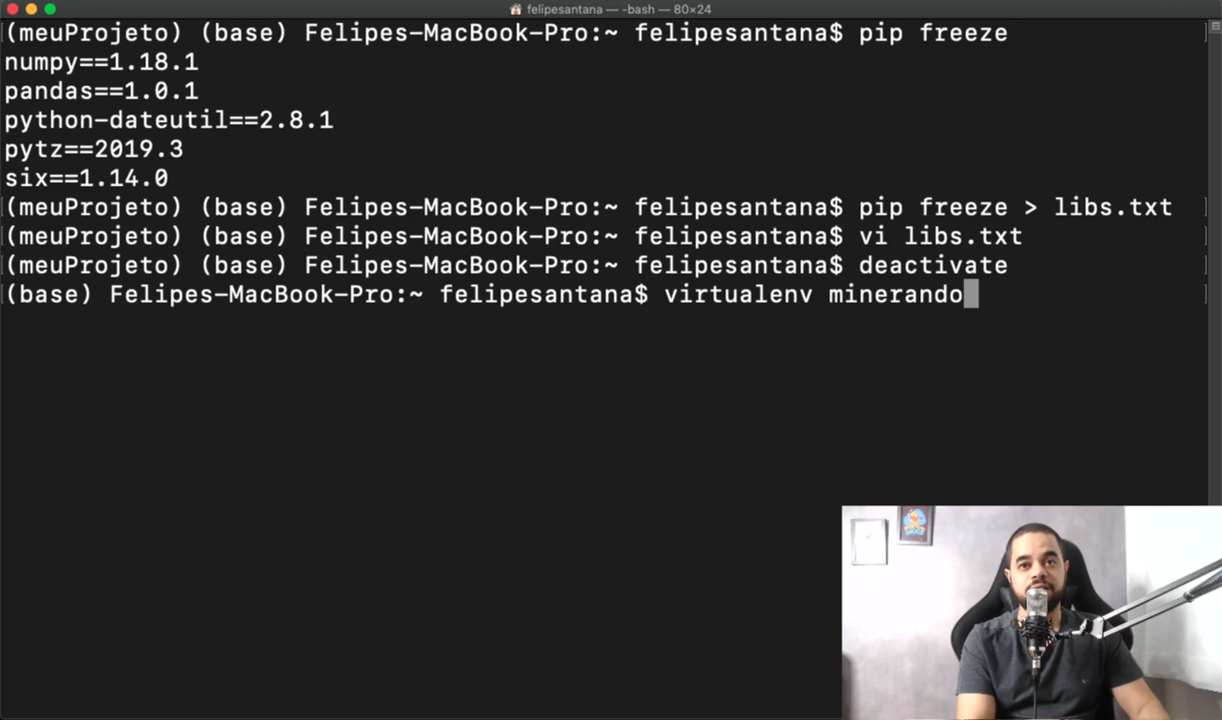 felipesantana — -bash — 80×24
(meuProjeto) (base) Felipes-MacBook-Pro:~ felipesantana$ pip freeze
numpy==1.18.1
pandas==1.0.1
python-dateutil==2.8.1
pytz==2019.3
six==1.14.0
(meuProjeto) (base) Felipes-MacBook-Pro:~ felipesantana$ pip freeze > libs.txt
(meuProjeto) (base) Felipes-MacBook-Pro:~ felipesantana$ vi libs.txt
(meuProjeto) (base) Felipes-MacBook-Pro:~ felipesantana$ deactivate
(base) Felipes-MacBook-Pro:~ felipesantana$ virtualenv minerando